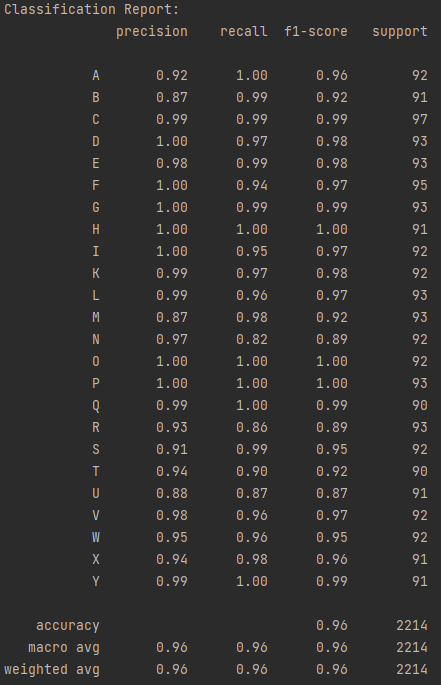 Classification Report:
precision recall f1-score support
A 0.92 1.00 0.96 92
B 0.87 0.99 0.92 91
C 0.99 0.99 0.99 97
D 1.00 0.97 0.98 93
E 0.98 0.99 0.98 93
F 1.00 0.94 0.97 95
G 1.00 0.99 0.99 93
H 1.00 1.00 1.00 91
I 1.00 0.95 0.97 92
K 0.99 0.97 0.98 92
L 0.99 0.96 0.97 93
M 0.87 0.98 0.92 93
N 0.97 0.82 0.89 92
O 1.00 1.00 1.00 92
P 1.00 1.00 1.00 93
Q 0.99 1.00 0.99 90
R 0.93 0.86 0.89 93
S 0.91 0.99 0.95 92
T 0.94 0.90 0.92 90
U 0.88 0.87 0.87 91
V 0.98 0.96 0.97 92
W 0.95 0.96 0.95 92
X 0.94 0.98 0.96 91
Y 0.99 1.00 0.99 91
accuracy 0.96 2214
macro avg 0.96 0.96 0.96 2214
weighted avg 0.96 0.96 0.96 2214